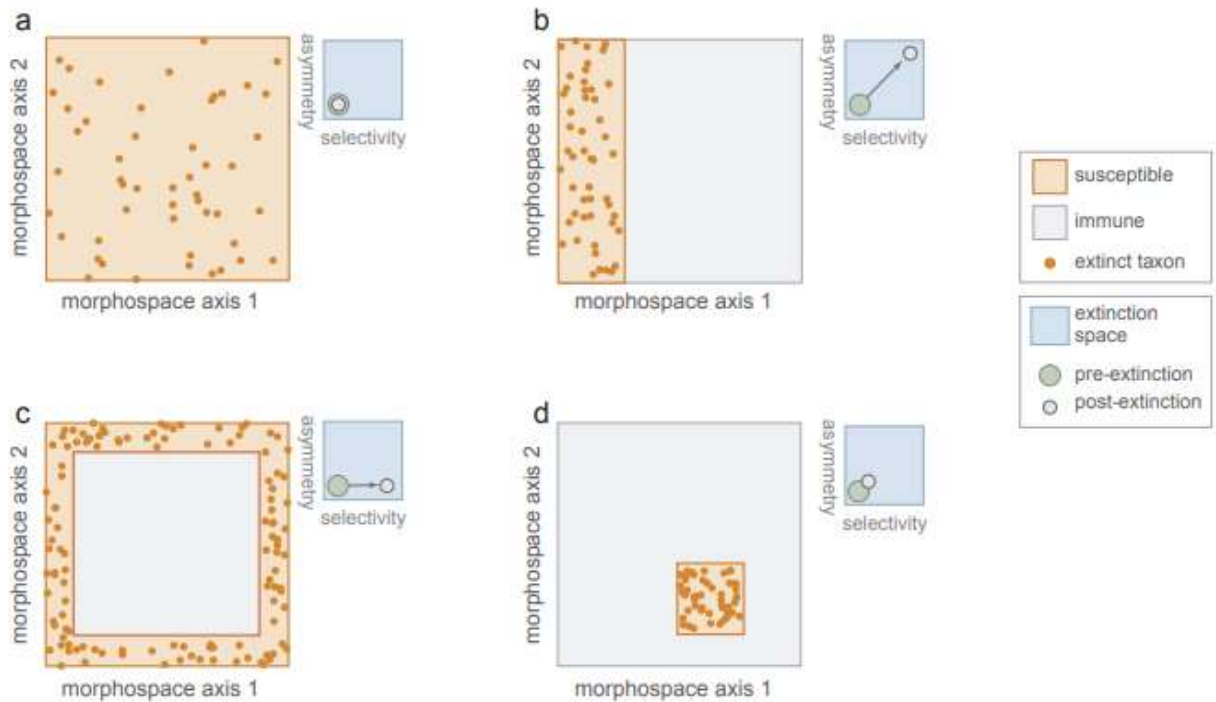 a
morphospace axis 2
morphospace axis 1
asymmetry
selectivity
b
morphospace axis 2
morphospace axis 1
asymmetry
selectivity
susceptible
immune
extinct taxon
extinction
space
pre-extinction
post-extinction
c
morphospace axis 2
morphospace axis 1
asymmetry
selectivity
d
morphospace axis 2
morphospace axis 1
asymmetry
selectivity